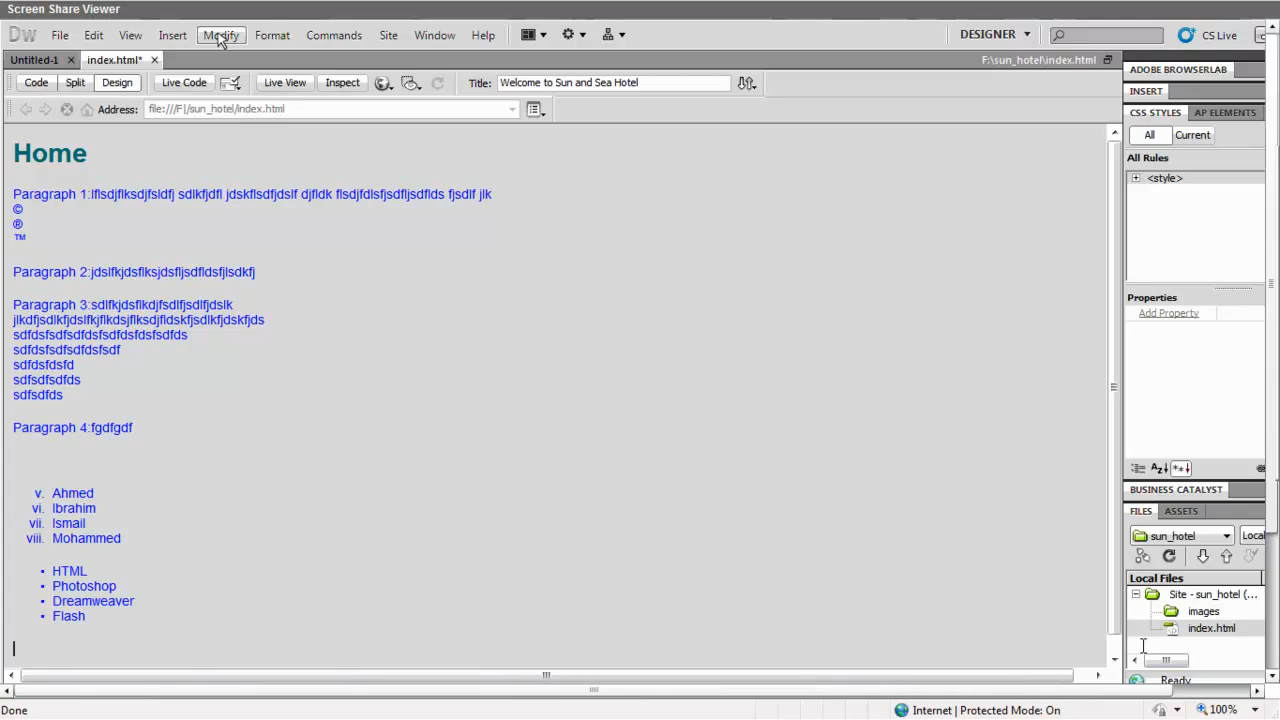 Screen Share Viewer
Dw File Edit View Insert Modify Format Commands Site Window Help DESIGNER CS Live
Untitled-1 index.html* F:\sun_hotel\index.html
Code Split Design Live Code Live View Inspect Title: Welcome to Sun and Sea Hotel
Address: file:///F|/sun_hotel/index.html
Home
Paragraph 1:lflsdjflksdjfsldfj sdlkfjdfl jdskflsdfjdslf djfldk flsdjfdlsfjsdfljsdflds fjsdlf jlk
©
®
™
Paragraph 2:jdslfkjdsflksjdsfljsdfldsfjlsdkfj
Paragraph 3:sdlfkjdsflkdjfsdlfjsdlfjdslk
jlkdfjsdlkfjdslfkjflkdsjflksdjfldskfjsdlkfjdskfjds
sdfdsfsdfsdfdsfsdfdsfdsfsdfds
sdfdsfsdfsdfdsfsdf
sdfdsfdsfd
sdfsdfsdfds
sdfsdfds
Paragraph 4:fgdfgdf
v. Ahmed
vi. Ibrahim
vii. Ismail
viii. Mohammed
• HTML
• Photoshop
• Dreamweaver
• Flash
ADOBE BROWSERLAB
INSERT
CSS STYLES AP ELEMENTS
All Current
All Rules
<style>
Properties
Add Property
BUSINESS CATALYST
FILES ASSETS
sun_hotel Local
Local Files
Site - sun_hotel (...
images
index.html
Ready
Done Internet | Protected Mode: On 100%